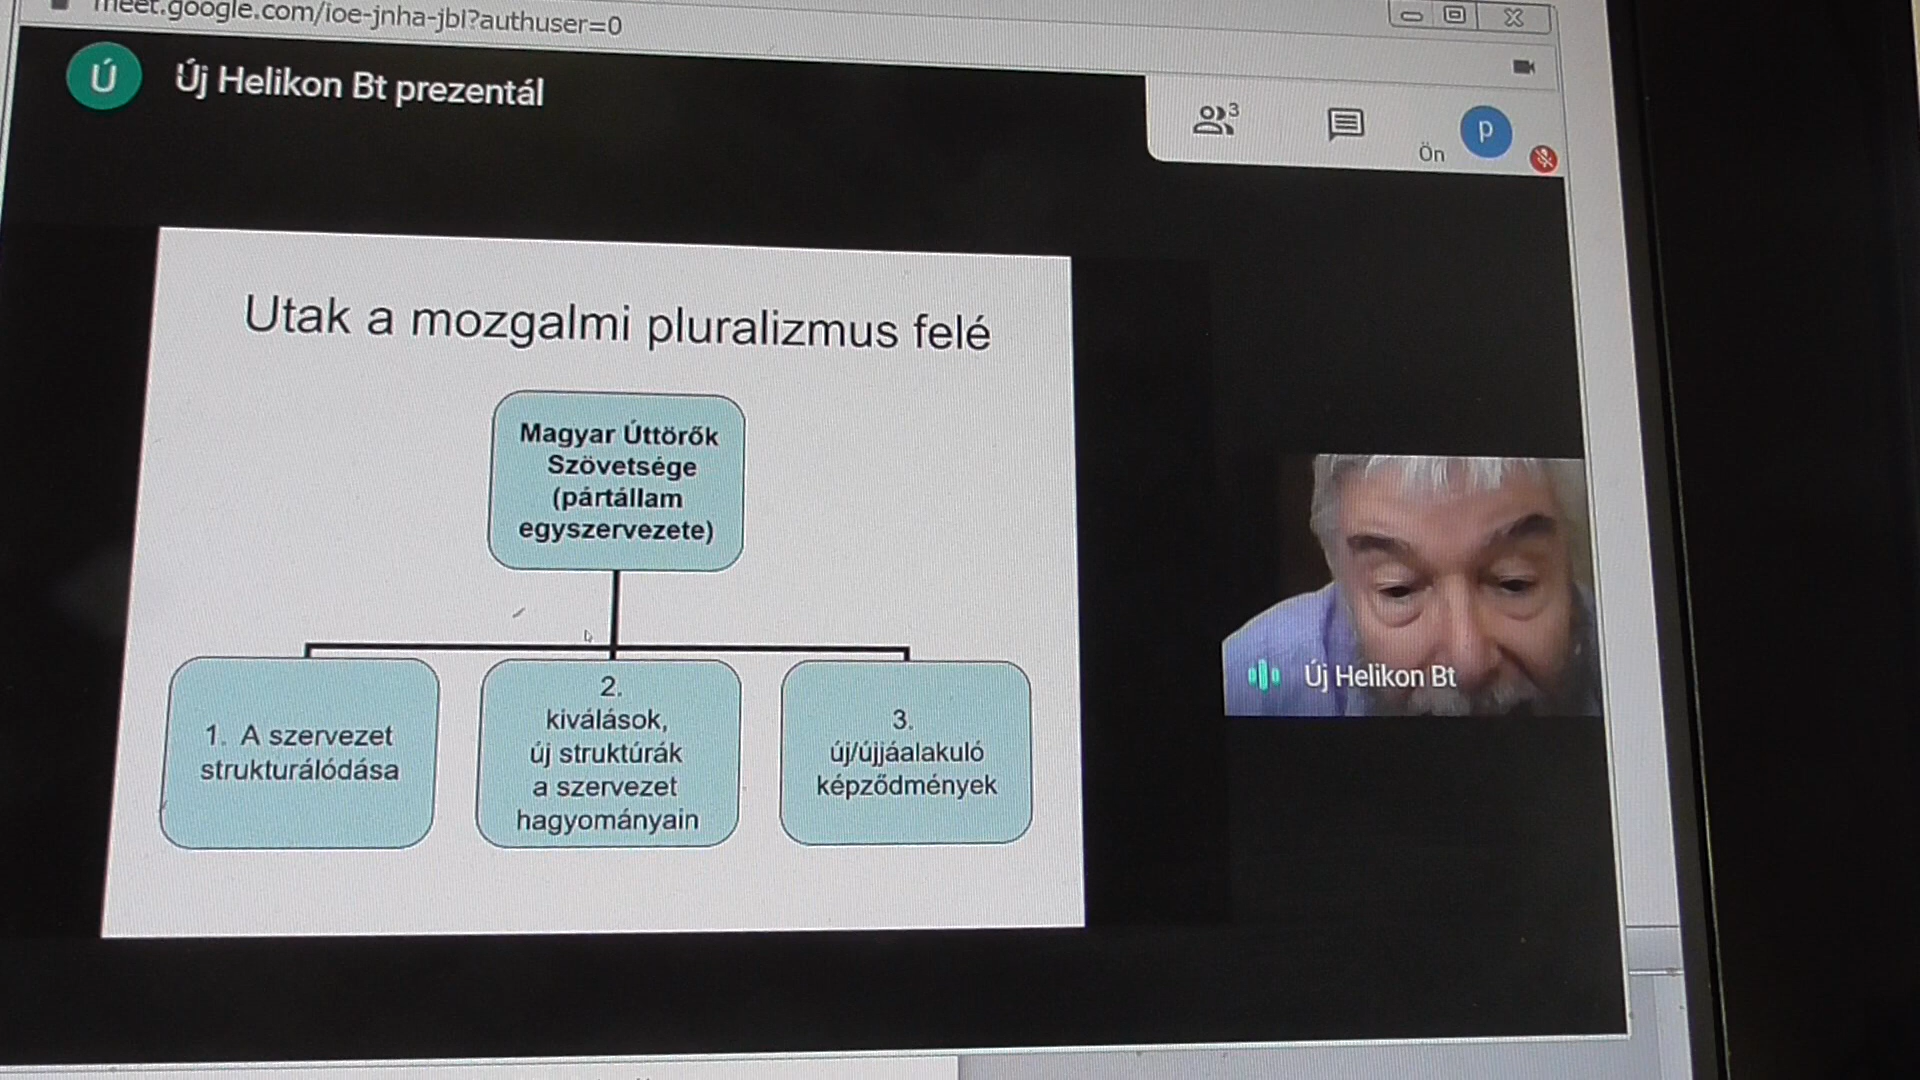 meet.google.com/ioe-jnha-jbl?authuser=0
Ú
Új Helikon Bt prezentál
3
Ön
p
Utak a mozgalmi pluralizmus felé
Magyar Úttörők
Szövetsége
(pártállam
egyszervezete)
1. A szervezet
strukturálódása
2.
kiválások,
új struktúrák
a szervezet
hagyományain
3.
új/újjáalakuló
képződmények
Új Helikon Bt